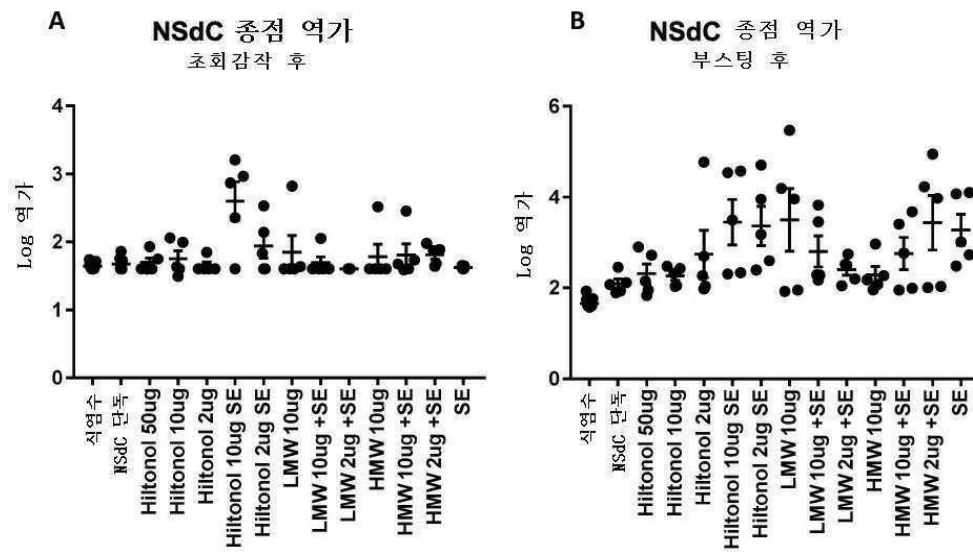 A
NSdC 종점 역가
초회감작 후
Log 역가
4
3
2
1
0
식염수
NSdC 단독
Hiltonol 50ug
Hiltonol 10ug
Hiltonol 2ug
Hiltonol 10ug SE
Hitonol 2ug SE
LMW 10ug
LMW 10ug +SE
LMW 2ug +SE
HMW 10ug
HMW 10ug +SE
HMW 2ug +SE
SE
B
NSdC 종점 역가
부스팅 후
Log 역가
6
4
2
0
식염수
NSdC 단독
Hiltonol 50ug
Hiltonol 10ug
Hiltonol 2ug
Hiltonol 10ug SE
Hitonol 2ug SE
LMW 10ug
LMW 10ug +SE
LMW 2ug +SE
HMW 10ug
HMW 10ug +SE
HMW 2ug +SE
SE